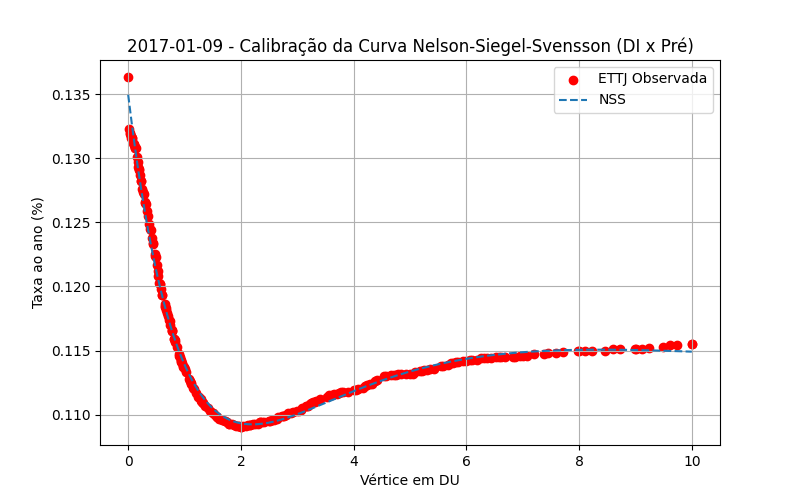 2017-01-09 - Calibração da Curva Nelson-Siegel-Svensson (DI x Pré)
ETTJ Observada
NSS
Taxa ao ano (%)
0.135
0.130
0.125
0.120
0.115
0.110
0 2 4 6 8 10
Vértice em DU